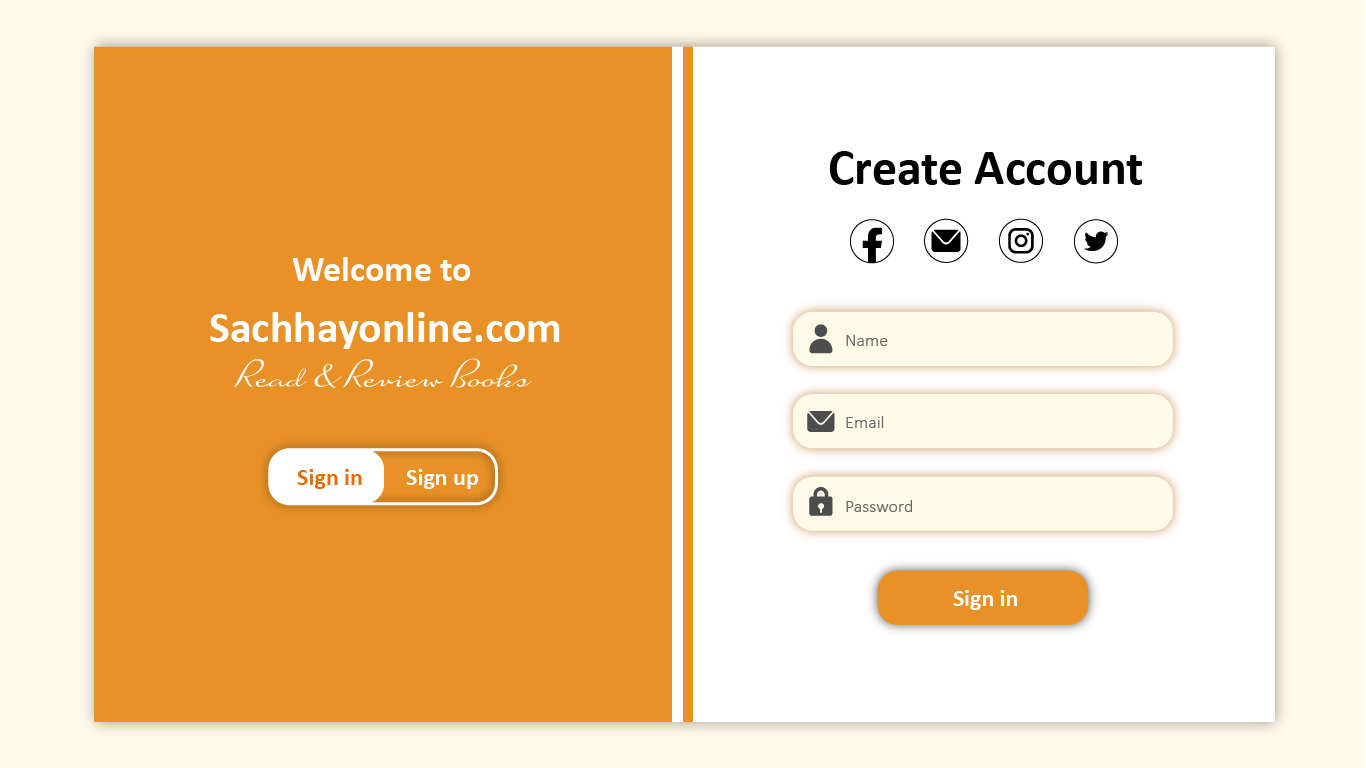 Welcome to
Sachhayonline.com
Read & Review Books
Sign in
Sign up
Create Account
Name
Email
Password
Sign in